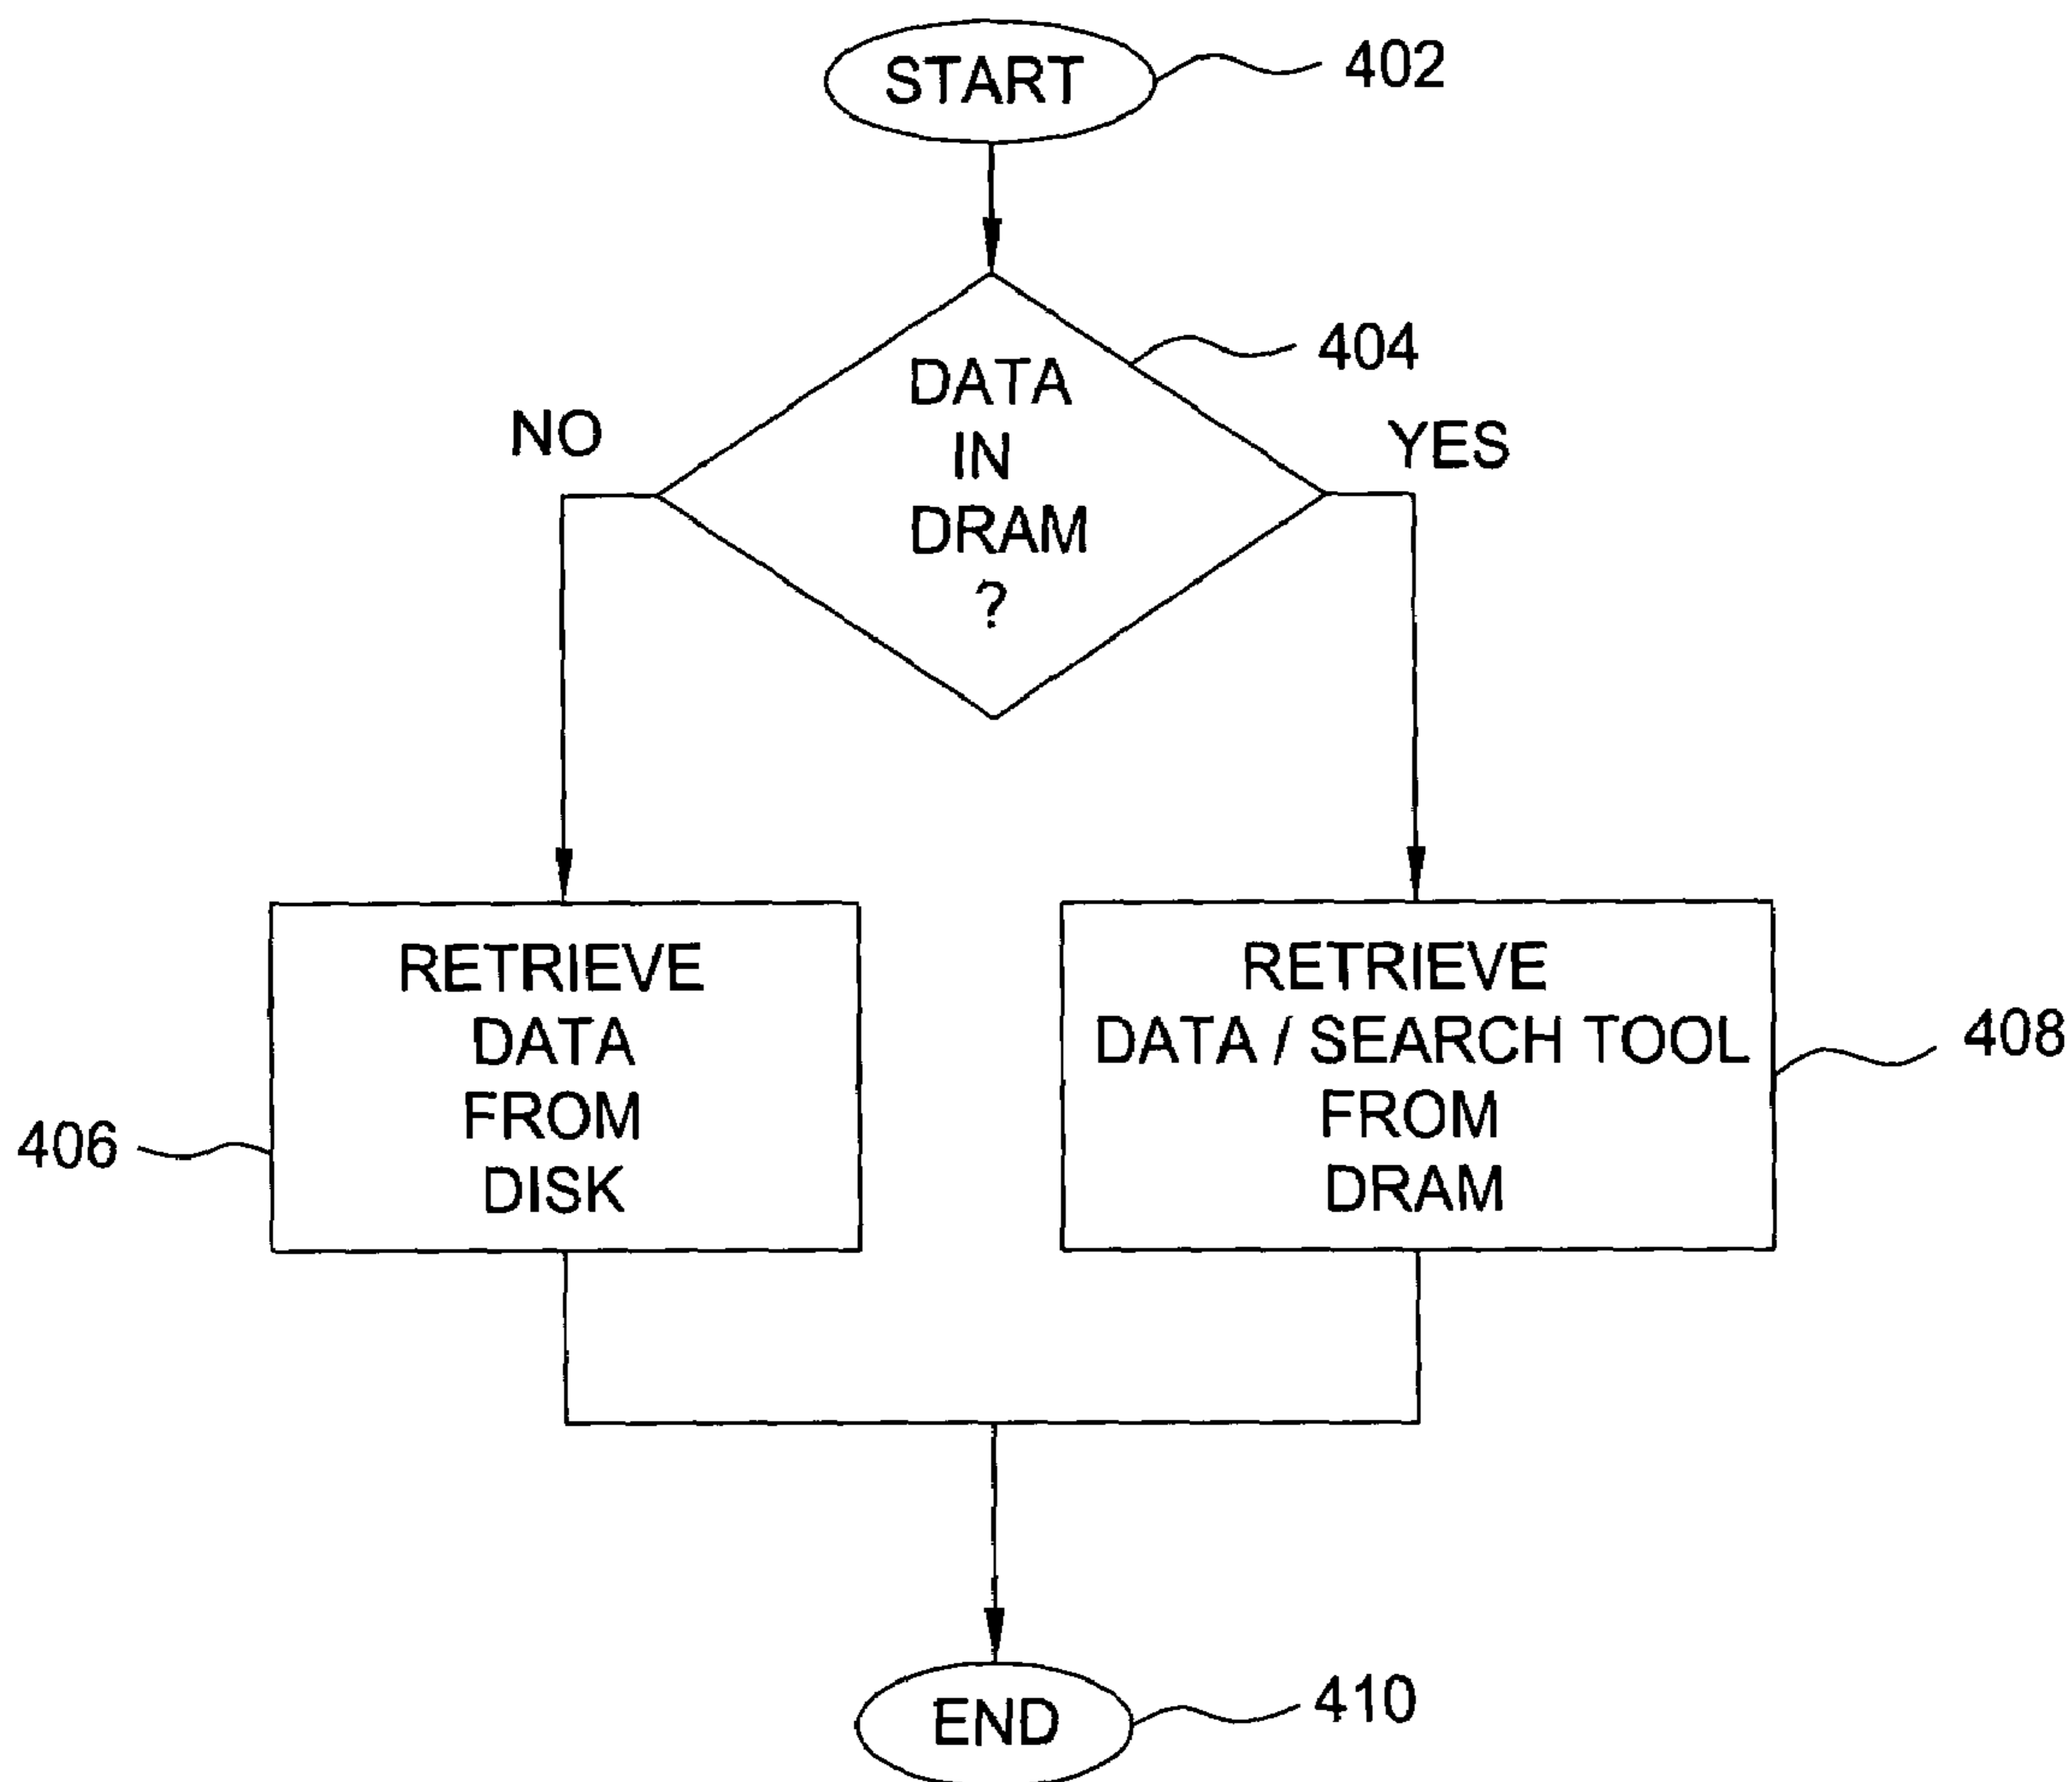 START
402
DATA
IN
DRAM
?
404
NO
YES
RETRIEVE
DATA
FROM
DISK
406
RETRIEVE
DATA / SEARCH TOOL
FROM
DRAM
408
END
410